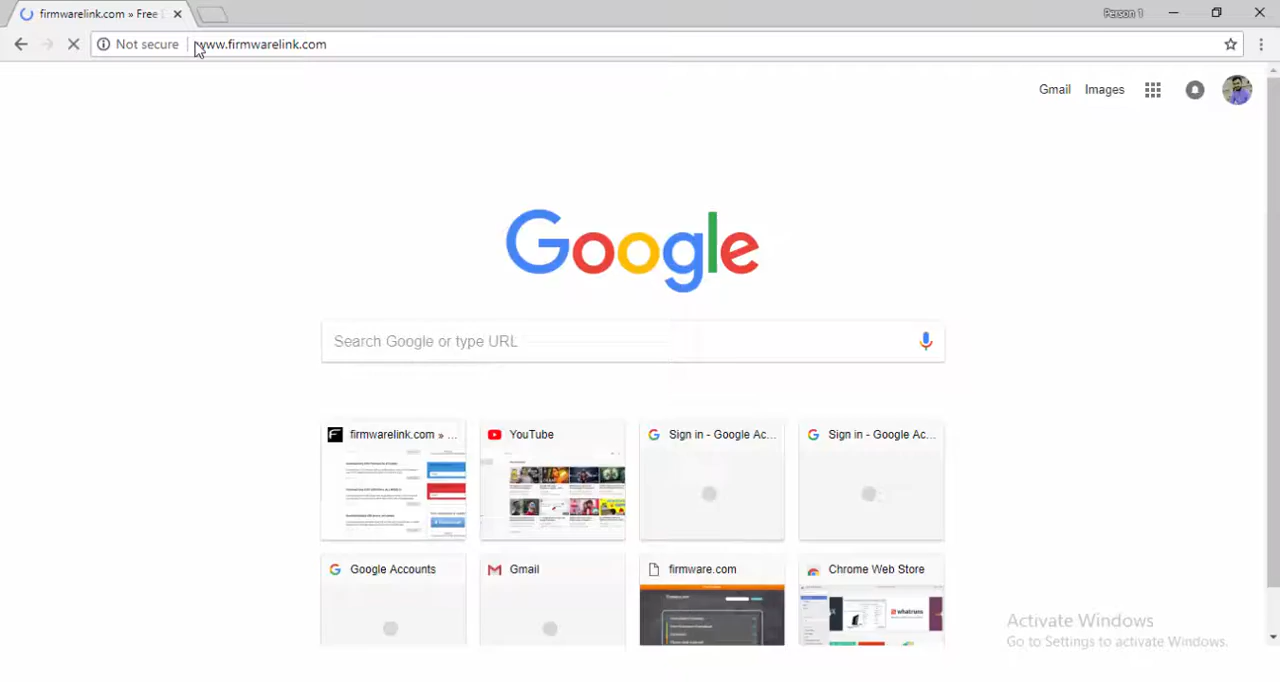 firmwarelink.com » Free
Person 1
Not secure
www.firmwarelink.com
Gmail Images
Google
Search Google or type URL
firmwarelink.com » ...
YouTube
Sign in - Google Ac...
Sign in - Google Ac...
Google Accounts
Gmail
firmware.com
Chrome Web Store
whatruns
Activate Windows
Go to Settings to activate Windows.